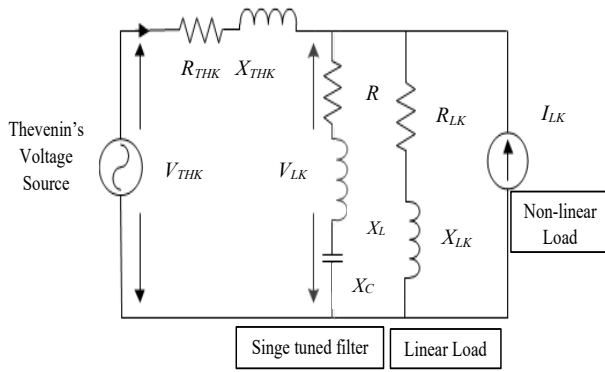 R_THK X_THK
Thevenin's
Voltage
Source
V_THK
V_LK
R
X_L
X_C
R_LK
X_LK
I_LK
Non-linear
Load
Singe tuned filter
Linear Load